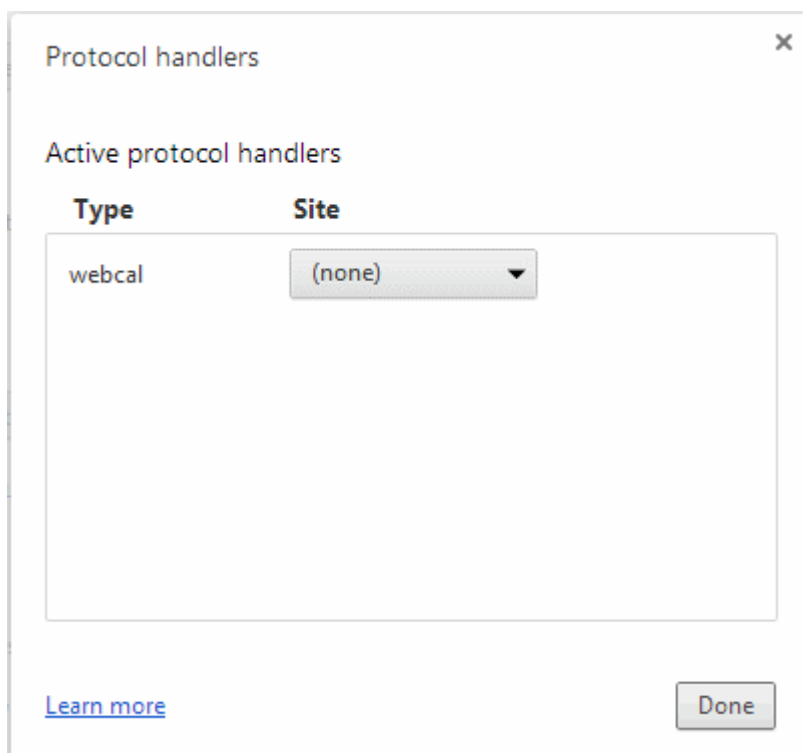 Protocol handlers
Active protocol handlers
Type Site
webcal (none)
Learn more Done